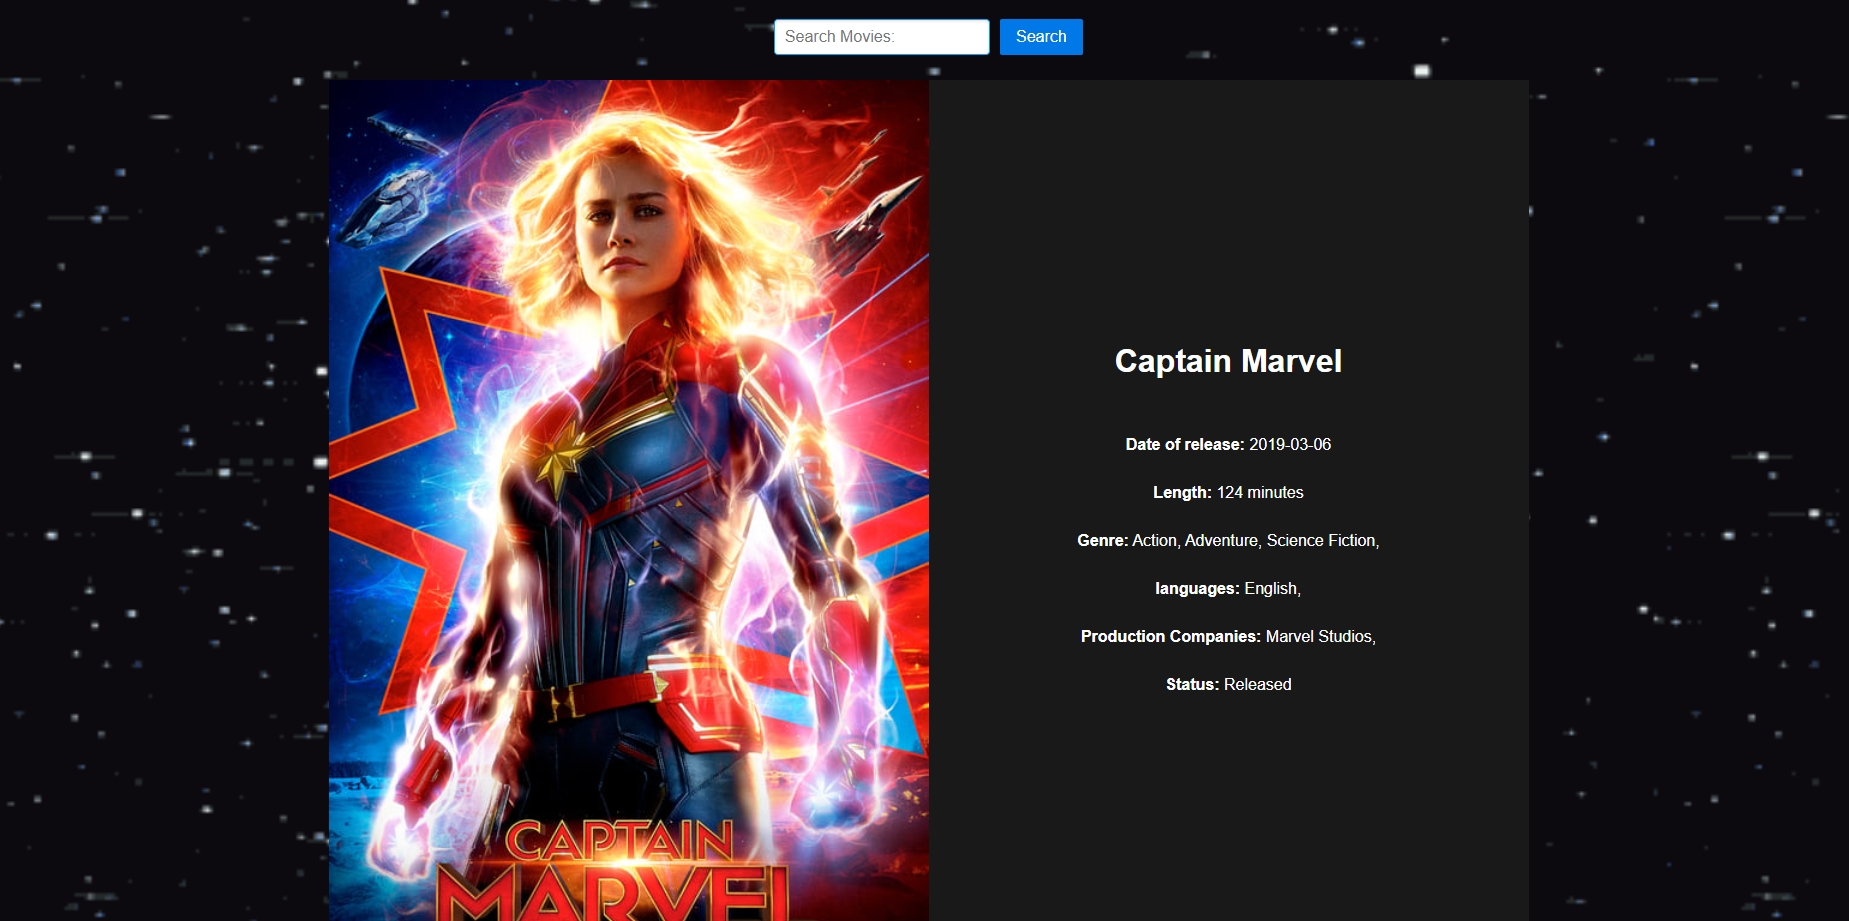 Search Movies:
Search
Captain Marvel
Date of release: 2019-03-06
Length: 124 minutes
Genre: Action, Adventure, Science Fiction,
languages: English,
Production Companies: Marvel Studios,
Status: Released
CAPTAIN
MARVEL